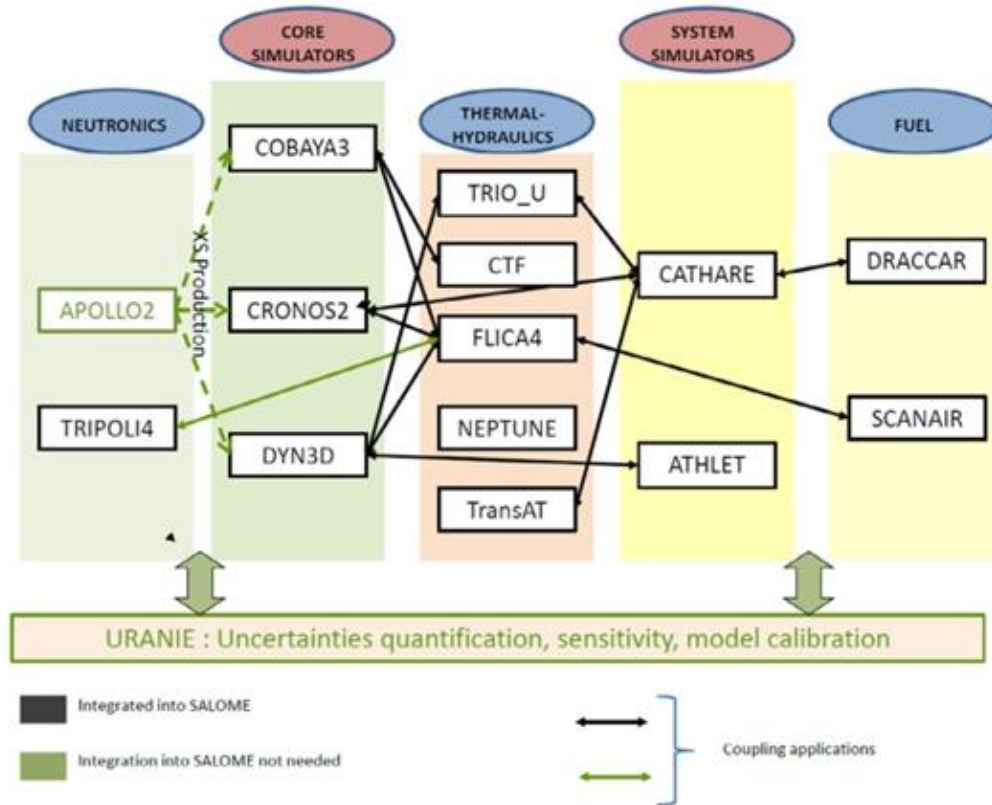 CORE
SIMULATORS
SYSTEM
SIMULATORS
NEUTRONICS
THERMAL-
HYDRAULICS
FUEL
COBAYA3
TRIO_U
CTF
CATHARE
DRACCAR
XS Production
APOLLO2
CRONOS2
FLICA4
TRIPOLI4
SCANAIR
NEPTUNE
DYN3D
ATHLET
TransAT
URANIE : Uncertainties quantification, sensitivity, model calibration
Integrated into SALOME
Integration into SALOME not needed
Coupling applications